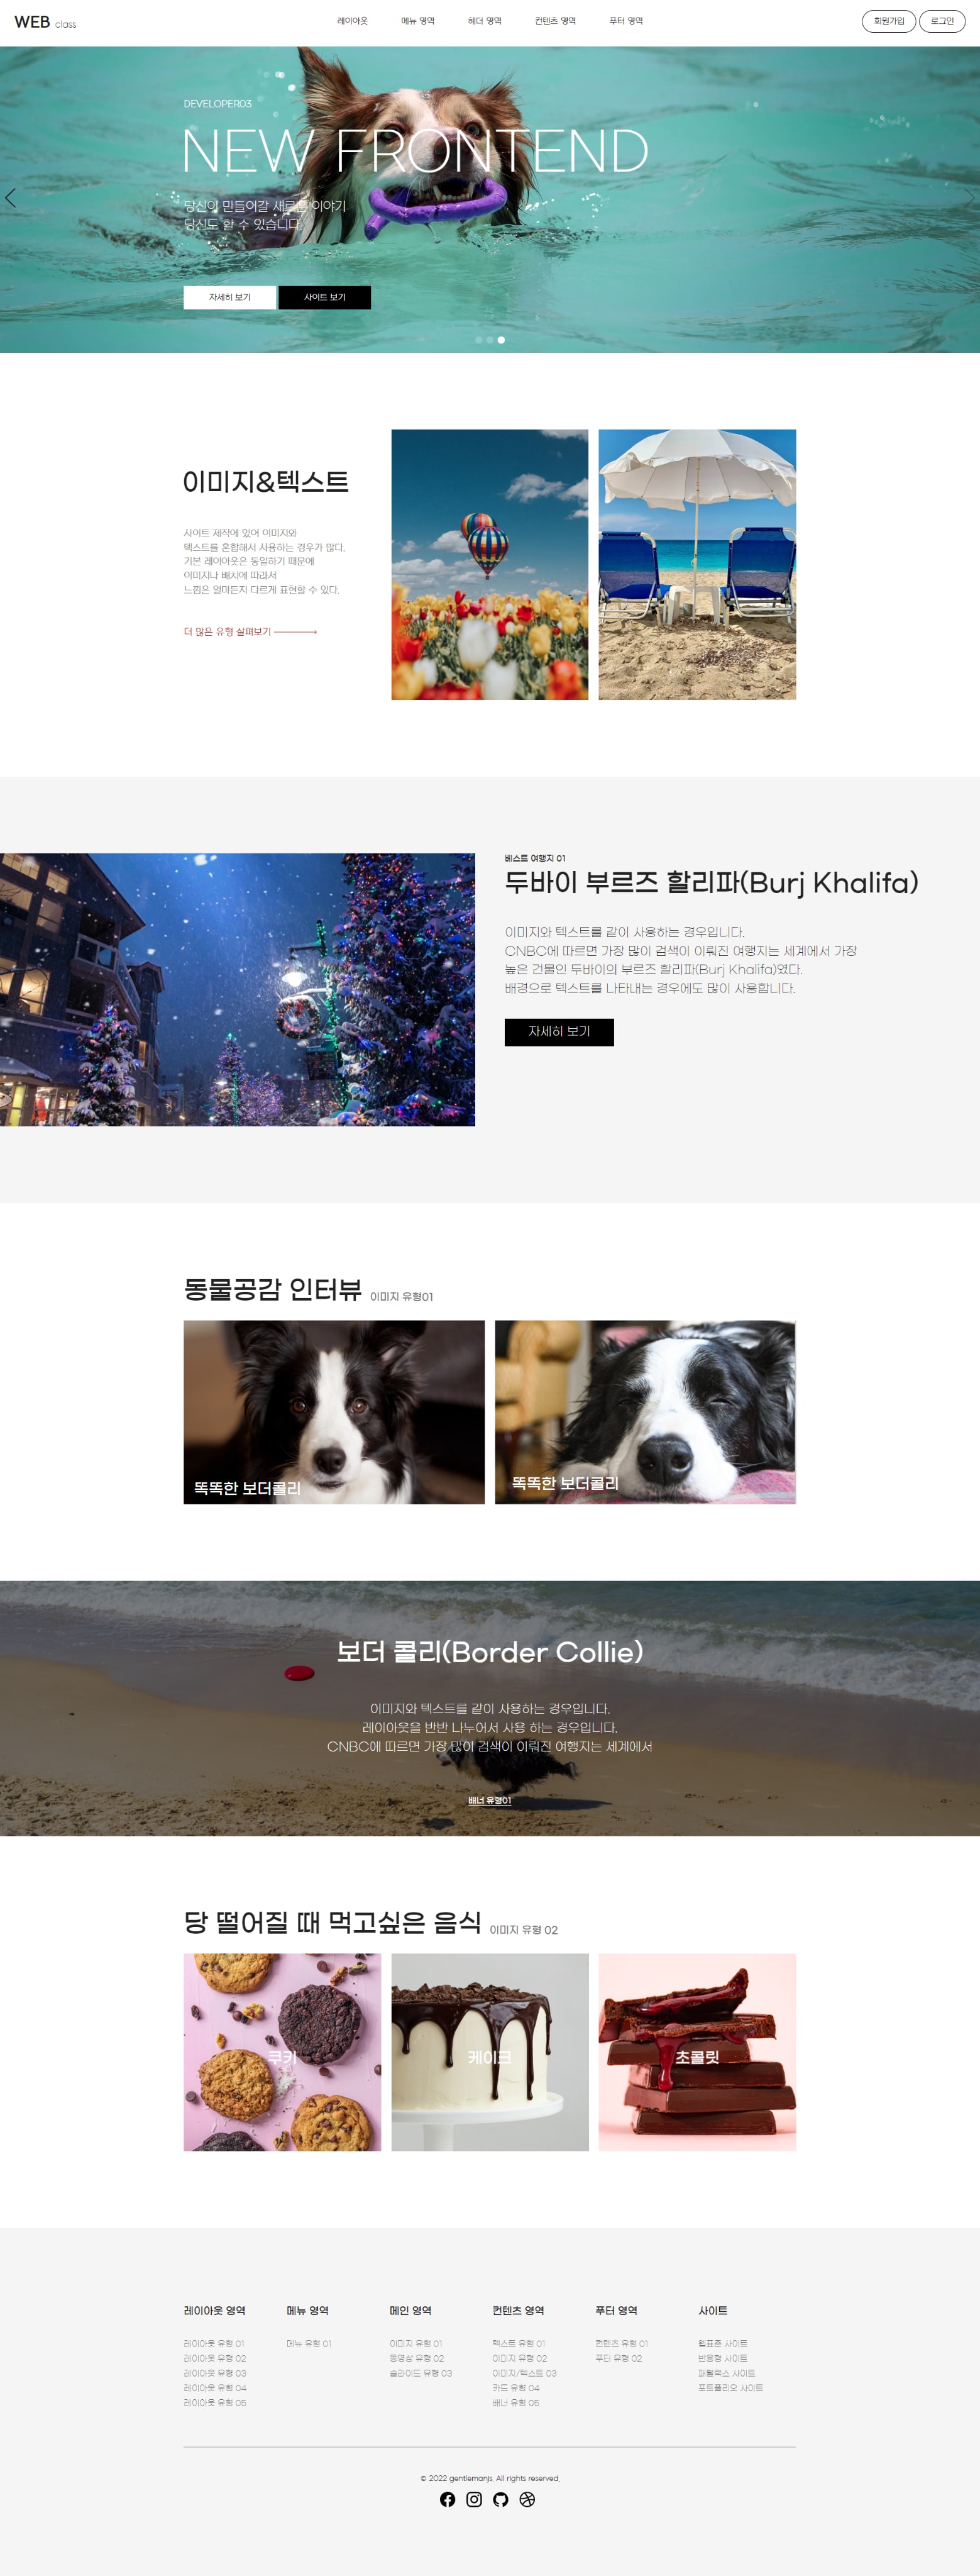 WEB class
레이아웃
메뉴 영역
헤더 영역
컨텐츠 영역
푸터 영역
회원가입
로그인
DEVELOPER03
NEW FRONTEND
당신이 만들어갈 새로운 이야기
당신도 할 수 있습니다.
자세히 보기
사이트 보기
이미지&텍스트
사이트 제작에 있어 이미지와
텍스트를 혼합해서 사용하는 경우가 많다.
기본 레이아웃은 동일하기 때문에
이미지나 배치에 따라서
느낌은 얼마든지 다르게 표현할 수 있다.
더 많은 유형 살펴보기
베스트 여행지 01
두바이 부르즈 할리파(Burj Khalifa)
이미지와 텍스트를 같이 사용하는 경우입니다.
CNBC에 따르면 가장 많이 검색이 이뤄진 여행지는 세계에서 가장
높은 건물인 두바이의 부르즈 할리파(Burj Khalifa)였다.
배경으로 텍스트를 나타내는 경우에도 많이 사용합니다.
자세히 보기
동물공감 인터뷰 이미지 유형01
똑똑한 보더콜리
똑똑한 보더콜리
보더 콜리(Border Collie)
이미지와 텍스트를 같이 사용하는 경우입니다.
레이아웃을 반반 나누어서 사용 하는 경우입니다.
CNBC에 따르면 가장 많이 검색이 이뤄진 여행지는 세계에서
배너 유형01
당 떨어질 때 먹고싶은 음식 이미지 유형 02
쿠키
케이크
초콜릿
레이아웃 영역
레이아웃 유형 01
레이아웃 유형 02
레이아웃 유형 03
레이아웃 유형 04
레이아웃 유형 05
메뉴 영역
메뉴 유형 01
메인 영역
이미지 유형 01
동영상 유형 02
슬라이드 유형 03
컨텐츠 영역
텍스트 유형 01
이미지 유형 02
이미지/텍스트 03
카드 유형 04
배너 유형 05
푸터 영역
컨텐츠 유형 01
푸터 유형 02
사이트
웹표준 사이트
반응형 사이트
패럴럭스 사이트
포트폴리오 사이트
© 2022 gentlemanjs. All rights reserved.